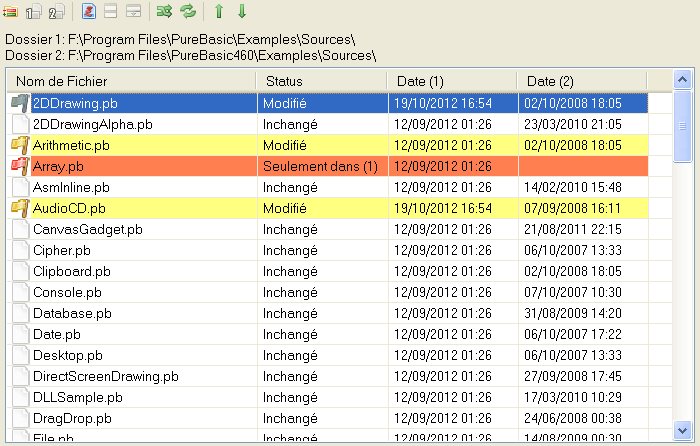 Dossier 1: F:\Program Files\PureBasic\Examples\Sources\
Dossier 2: F:\Program Files\PureBasic460\Examples\Sources\
Nom de Fichier Status Date (1) Date (2)
2DDrawing.pb Modifié 19/10/2012 16:54 02/10/2008 18:05
2DDrawingAlpha.pb Inchangé 12/09/2012 01:26 23/03/2010 21:05
Arithmetic.pb Modifié 12/09/2012 01:26 02/10/2008 18:05
Array.pb Seulement dans (1) 12/09/2012 01:26
AsmInline.pb Inchangé 12/09/2012 01:26 14/02/2010 15:48
AudioCD.pb Modifié 19/10/2012 16:54 07/09/2008 16:11
CanvasGadget.pb Inchangé 12/09/2012 01:26 21/08/2011 22:15
Cipher.pb Inchangé 12/09/2012 01:26 06/10/2007 13:33
Clipboard.pb Inchangé 12/09/2012 01:26 02/10/2008 18:05
Console.pb Inchangé 12/09/2012 01:26 07/10/2007 10:30
Database.pb Inchangé 12/09/2012 01:26 31/08/2009 14:20
Date.pb Inchangé 12/09/2012 01:26 06/10/2007 17:22
Desktop.pb Inchangé 12/09/2012 01:26 06/10/2007 13:33
DirectScreenDrawing.pb Inchangé 12/09/2012 01:26 27/09/2008 17:45
DLLSample.pb Inchangé 12/09/2012 01:26 17/03/2010 10:29
DragDrop.pb Inchangé 12/09/2012 01:26 24/06/2008 00:38
File.pb Inchangé 12/09/2012 01:26 14/08/2009 00:30